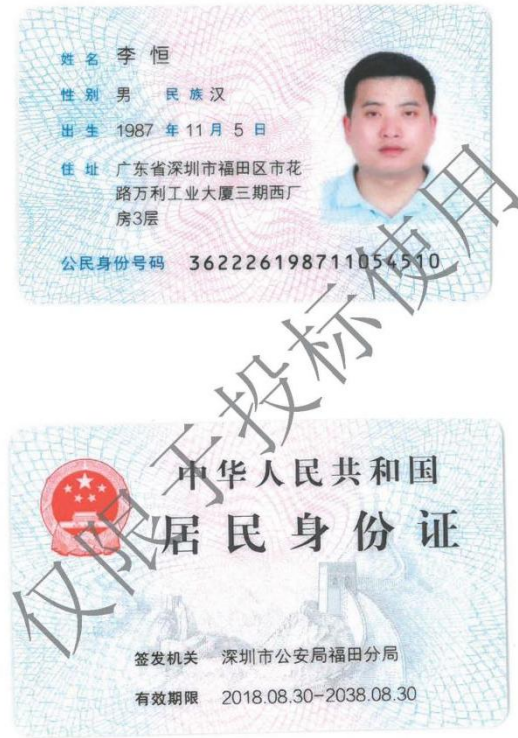 姓名 李恒
性别 男 民族 汉
出生 1987 年 11 月 5 日
住址 广东省深圳市福田区市花
路万利工业大厦三期西厂
房3层
公民身份号码 362226198711054510
仅限于投标使用
中华人民共和国
居民身份证
签发机关 深圳市公安局福田分局
有效期限 2018.08.30-2038.08.30